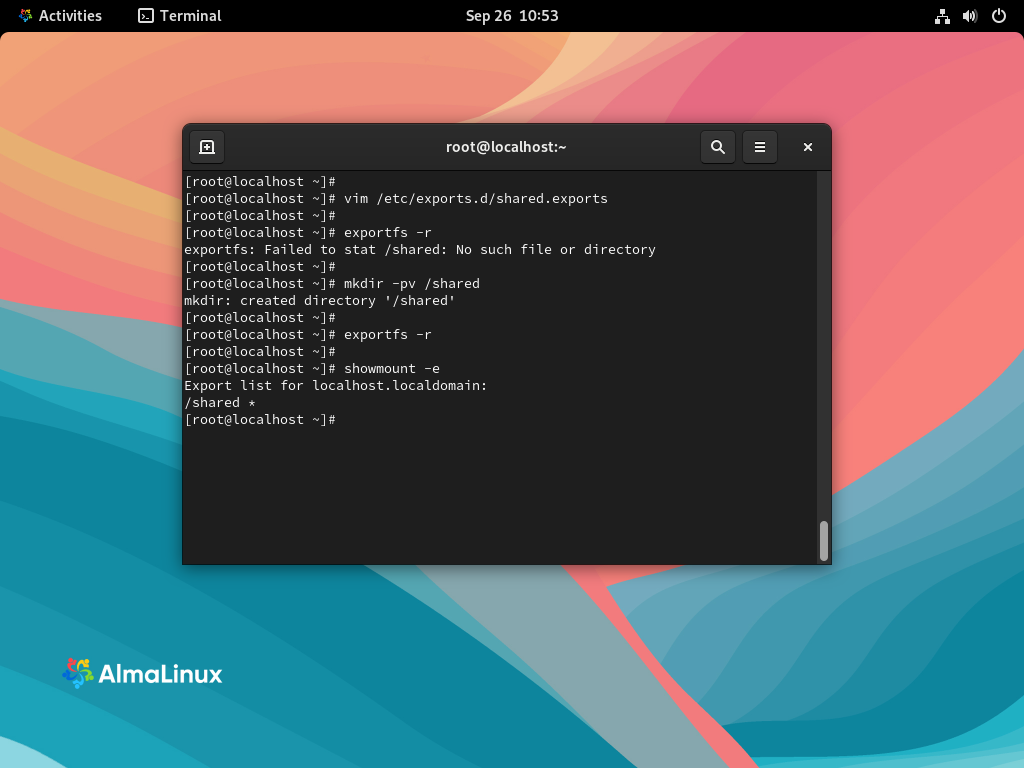 Activities
Terminal
Sep 26 10:53
root@localhost:~
[root@localhost ~]#
[root@localhost ~]# vim /etc/exports.d/shared.exports
[root@localhost ~]#
[root@localhost ~]# exportfs -r
exportfs: Failed to stat /shared: No such file or directory
[root@localhost ~]#
[root@localhost ~]# mkdir -pv /shared
mkdir: created directory '/shared'
[root@localhost ~]#
[root@localhost ~]# exportfs -r
[root@localhost ~]#
[root@localhost ~]# showmount -e
Export list for localhost.localdomain:
/shared *
[root@localhost ~]#
AlmaLinux